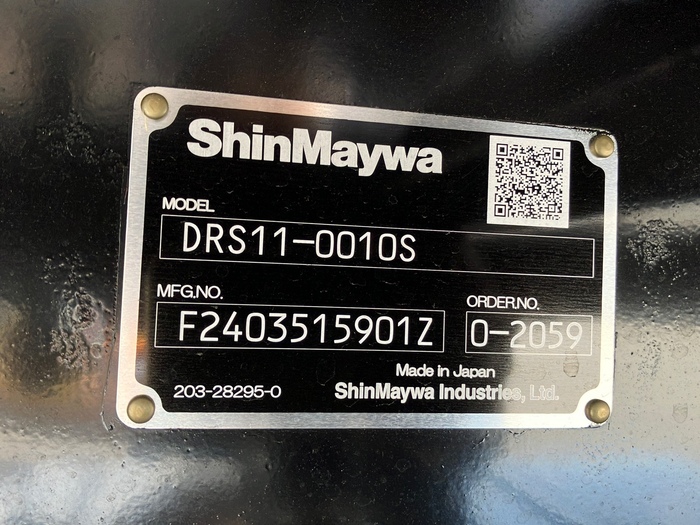 ShinMaywa
MODEL
DRS11-0010S
MFG.NO.
F2403515901Z
ORDER.NO.
0-2059
Made in Japan
203-28295-0
ShinMaywa Industries, Ltd.